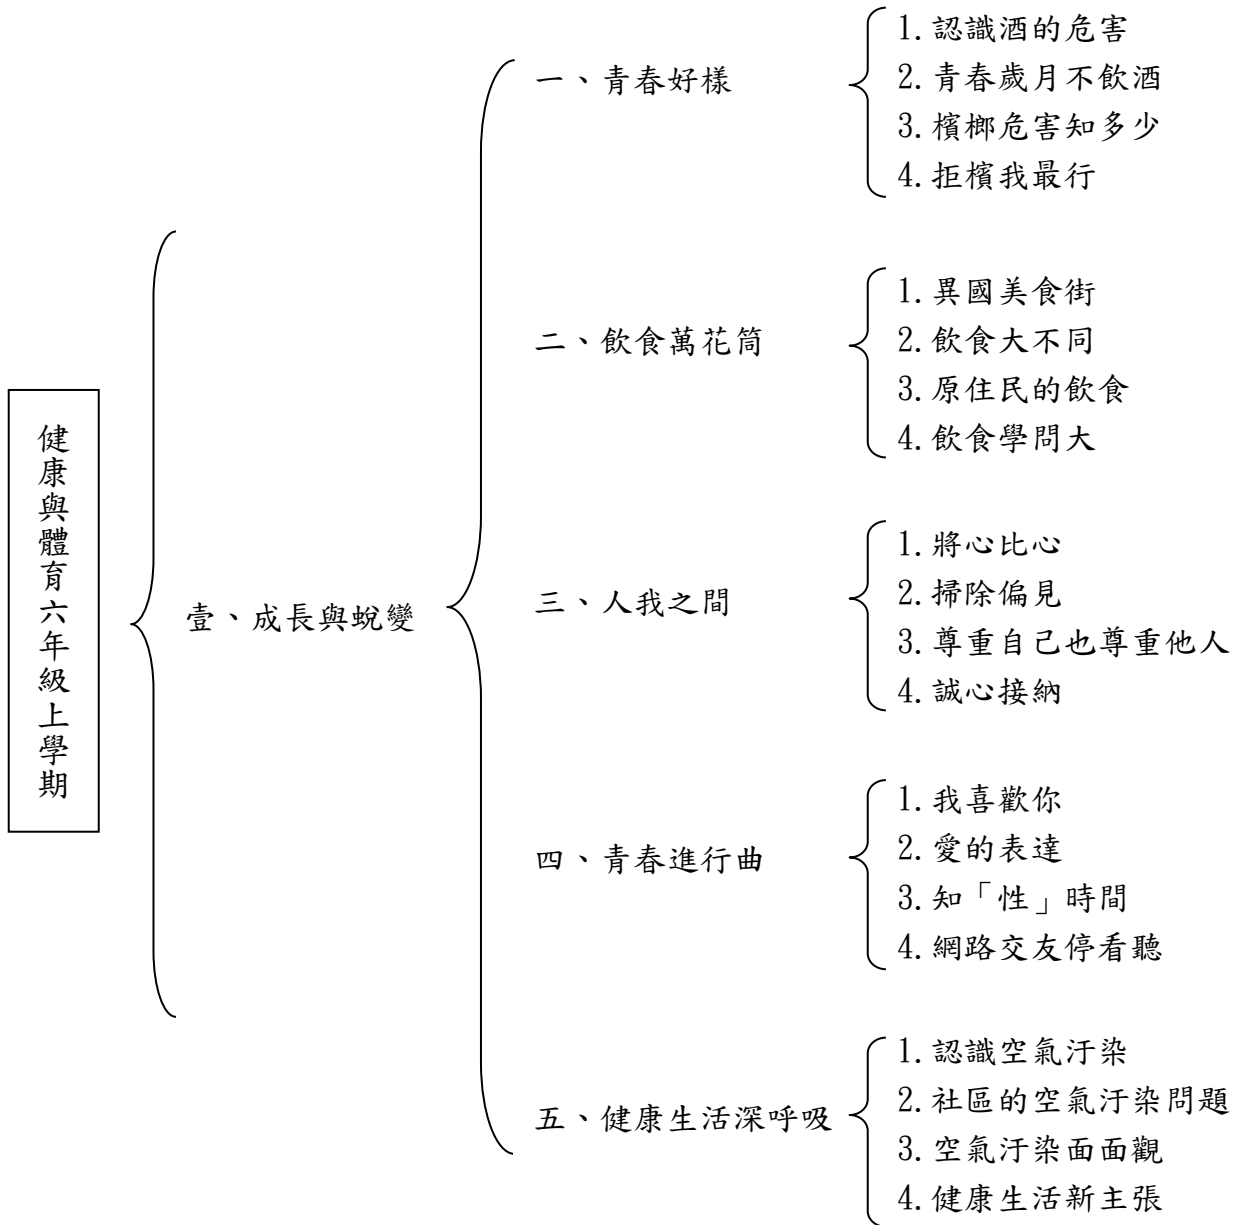 健康與體育六年級上學期
壹、成長與蛻變
一、青春好樣
1.認識酒的危害
2.青春歲月不飲酒
3.檳榔危害知多少
4.拒檳我最行
二、飲食萬花筒
1.異國美食街
2.飲食大不同
3.原住民的飲食
4.飲食學問大
三、人我之間
1.將心比心
2.掃除偏見
3.尊重自己也尊重他人
4.誠心接納
四、青春進行曲
1.我喜歡你
2.愛的表達
3.知「性」時間
4.網路交友停看聽
五、健康生活深呼吸
1.認識空氣汙染
2.社區的空氣汙染問題
3.空氣汙染面面觀
4.健康生活新主張